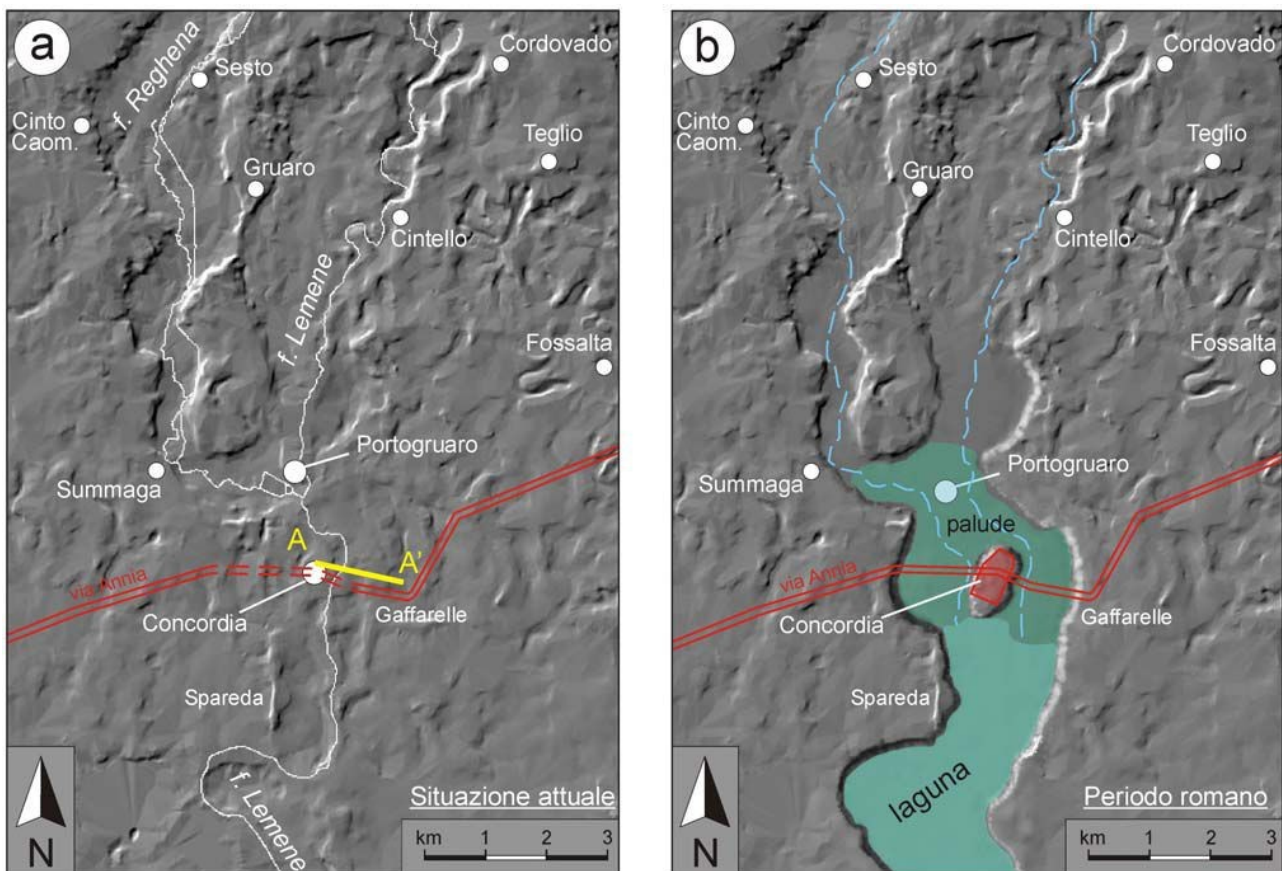 a
f. Reghena
Sesto
Cordovado
Cinto
Caom.
Teglio
Gruaro
Cintello
f. Lemene
Fossalta
Portogruaro
Summaga
A
A'
via Annia
Concordia
Gaffarelle
Spareda
f. Lemene
Situazione attuale
N
km 1 2 3
b
Sesto
Cordovado
Cinto
Caom.
Teglio
Gruaro
Cintello
Fossalta
Portogruaro
Summaga
palude
via Annia
Concordia
Gaffarelle
Spareda
laguna
Periodo romano
N
km 1 2 3